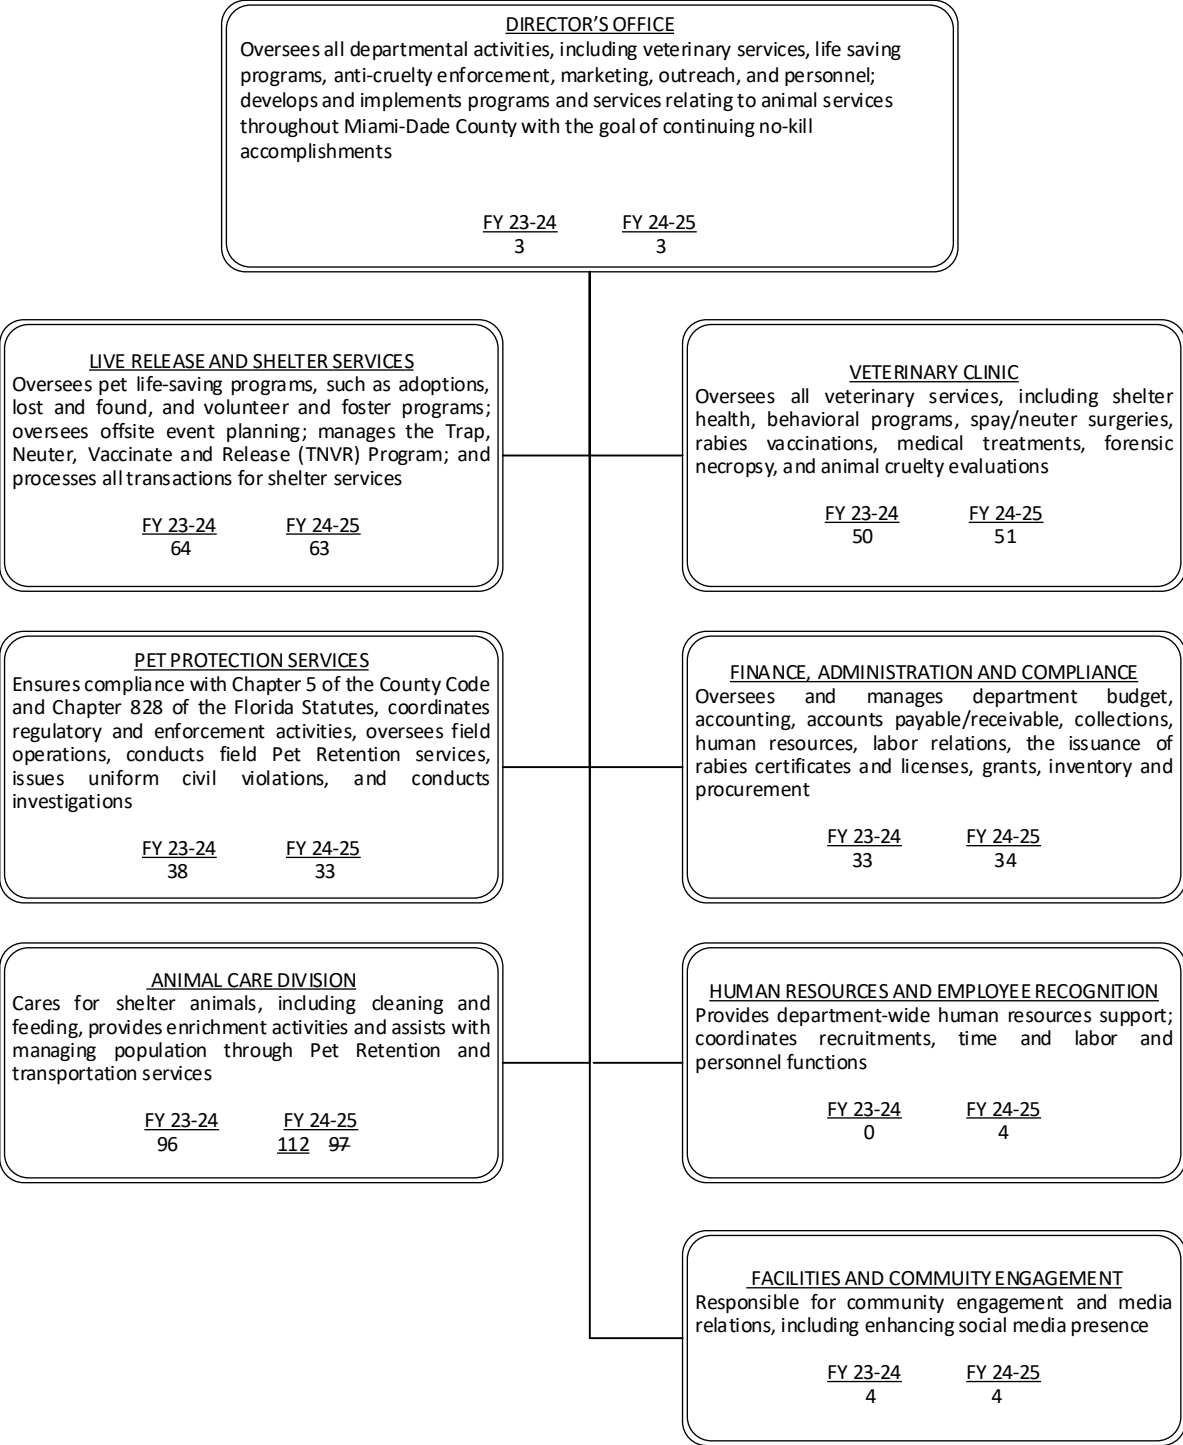 DIRECTOR’S OFFICE
Oversees all departmental activities, including veterinary services, life saving
programs, anti-cruelty enforcement, marketing, outreach, and personnel;
develops and implements programs and services relating to animal services
throughout Miami-Dade County with the goal of continuing no-kill
accomplishments
FY 23-24 FY 24-25
3 3
LIVE RELEASE AND SHELTER SERVICES
Oversees pet life-saving programs, such as adoptions,
lost and found, and volunteer and foster programs;
oversees offsite event planning; manages the Trap,
Neuter, Vaccinate and Release (TNVR) Program; and
processes all transactions for shelter services
FY 23-24 FY 24-25
64 63
VETERINARY CLINIC
Oversees all veterinary services, including shelter
health, behavioral programs, spay/neuter surgeries,
rabies vaccinations, medical treatments, forensic
necropsy, and animal cruelty evaluations
FY 23-24 FY 24-25
50 51
PET PROTECTION SERVICES
Ensures compliance with Chapter 5 of the County Code
and Chapter 828 of the Florida Statutes, coordinates
regulatory and enforcement activities, oversees field
operations, conducts field Pet Retention services,
issues uniform civil violations, and conducts
investigations
FY 23-24 FY 24-25
38 33
FINANCE, ADMINISTRATION AND COMPLIANCE
Oversees and manages department budget,
accounting, accounts payable/receivable, collections,
human resources, labor relations, the issuance of
rabies certificates and licenses, grants, inventory and
procurement
FY 23-24 FY 24-25
33 34
ANIMAL CARE DIVISION
Cares for shelter animals, including cleaning and
feeding, provides enrichment activities and assists with
managing population through Pet Retention and
transportation services
FY 23-24 FY 24-25
96 112 97
HUMAN RESOURCES AND EMPLOYEE RECOGNITION
Provides department-wide human resources support;
coordinates recruitments, time and labor and
personnel functions
FY 23-24 FY 24-25
0 4
FACILITIES AND COMMUITY ENGAGEMENT
Responsible for community engagement and media
relations, including enhancing social media presence
FY 23-24 FY 24-25
4 4